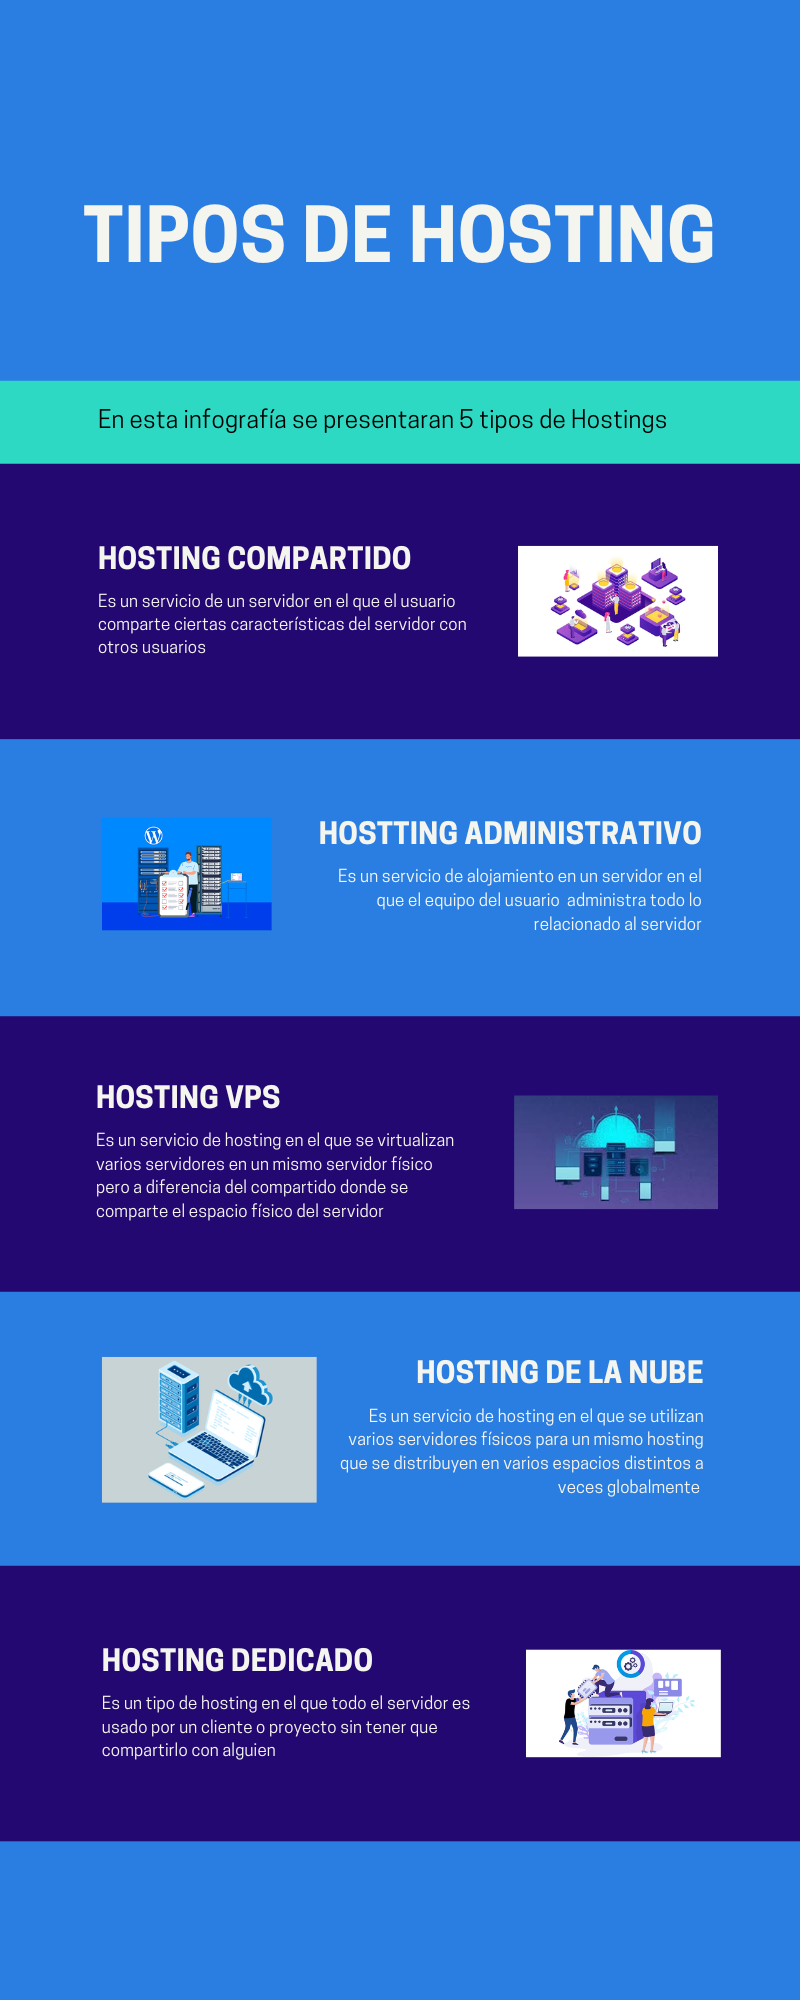 TIPOS DE HOSTING
En esta infografía se presentaran 5 tipos de Hostings
HOSTING COMPARTIDO
Es un servicio de un servidor en el que el usuario
comparte ciertas características del servidor con
otros usuarios
HOSTTING ADMINISTRATIVO
Es un servicio de alojamiento en un servidor en el
que el equipo del usuario administra todo lo
relacionado al servidor
HOSTING VPS
Es un servicio de hosting en el que se virtualizan
varios servidores en un mismo servidor físico
pero a diferencia del compartido donde se
comparte el espacio físico del servidor
HOSTING DE LA NUBE
Es un servicio de hosting en el que se utilizan
varios servidores físicos para un mismo hosting
que se distribuyen en varios espacios distintos a
veces globalmente
HOSTING DEDICADO
Es un tipo de hosting en el que todo el servidor es
usado por un cliente o proyecto sin tener que
compartirlo con alguien